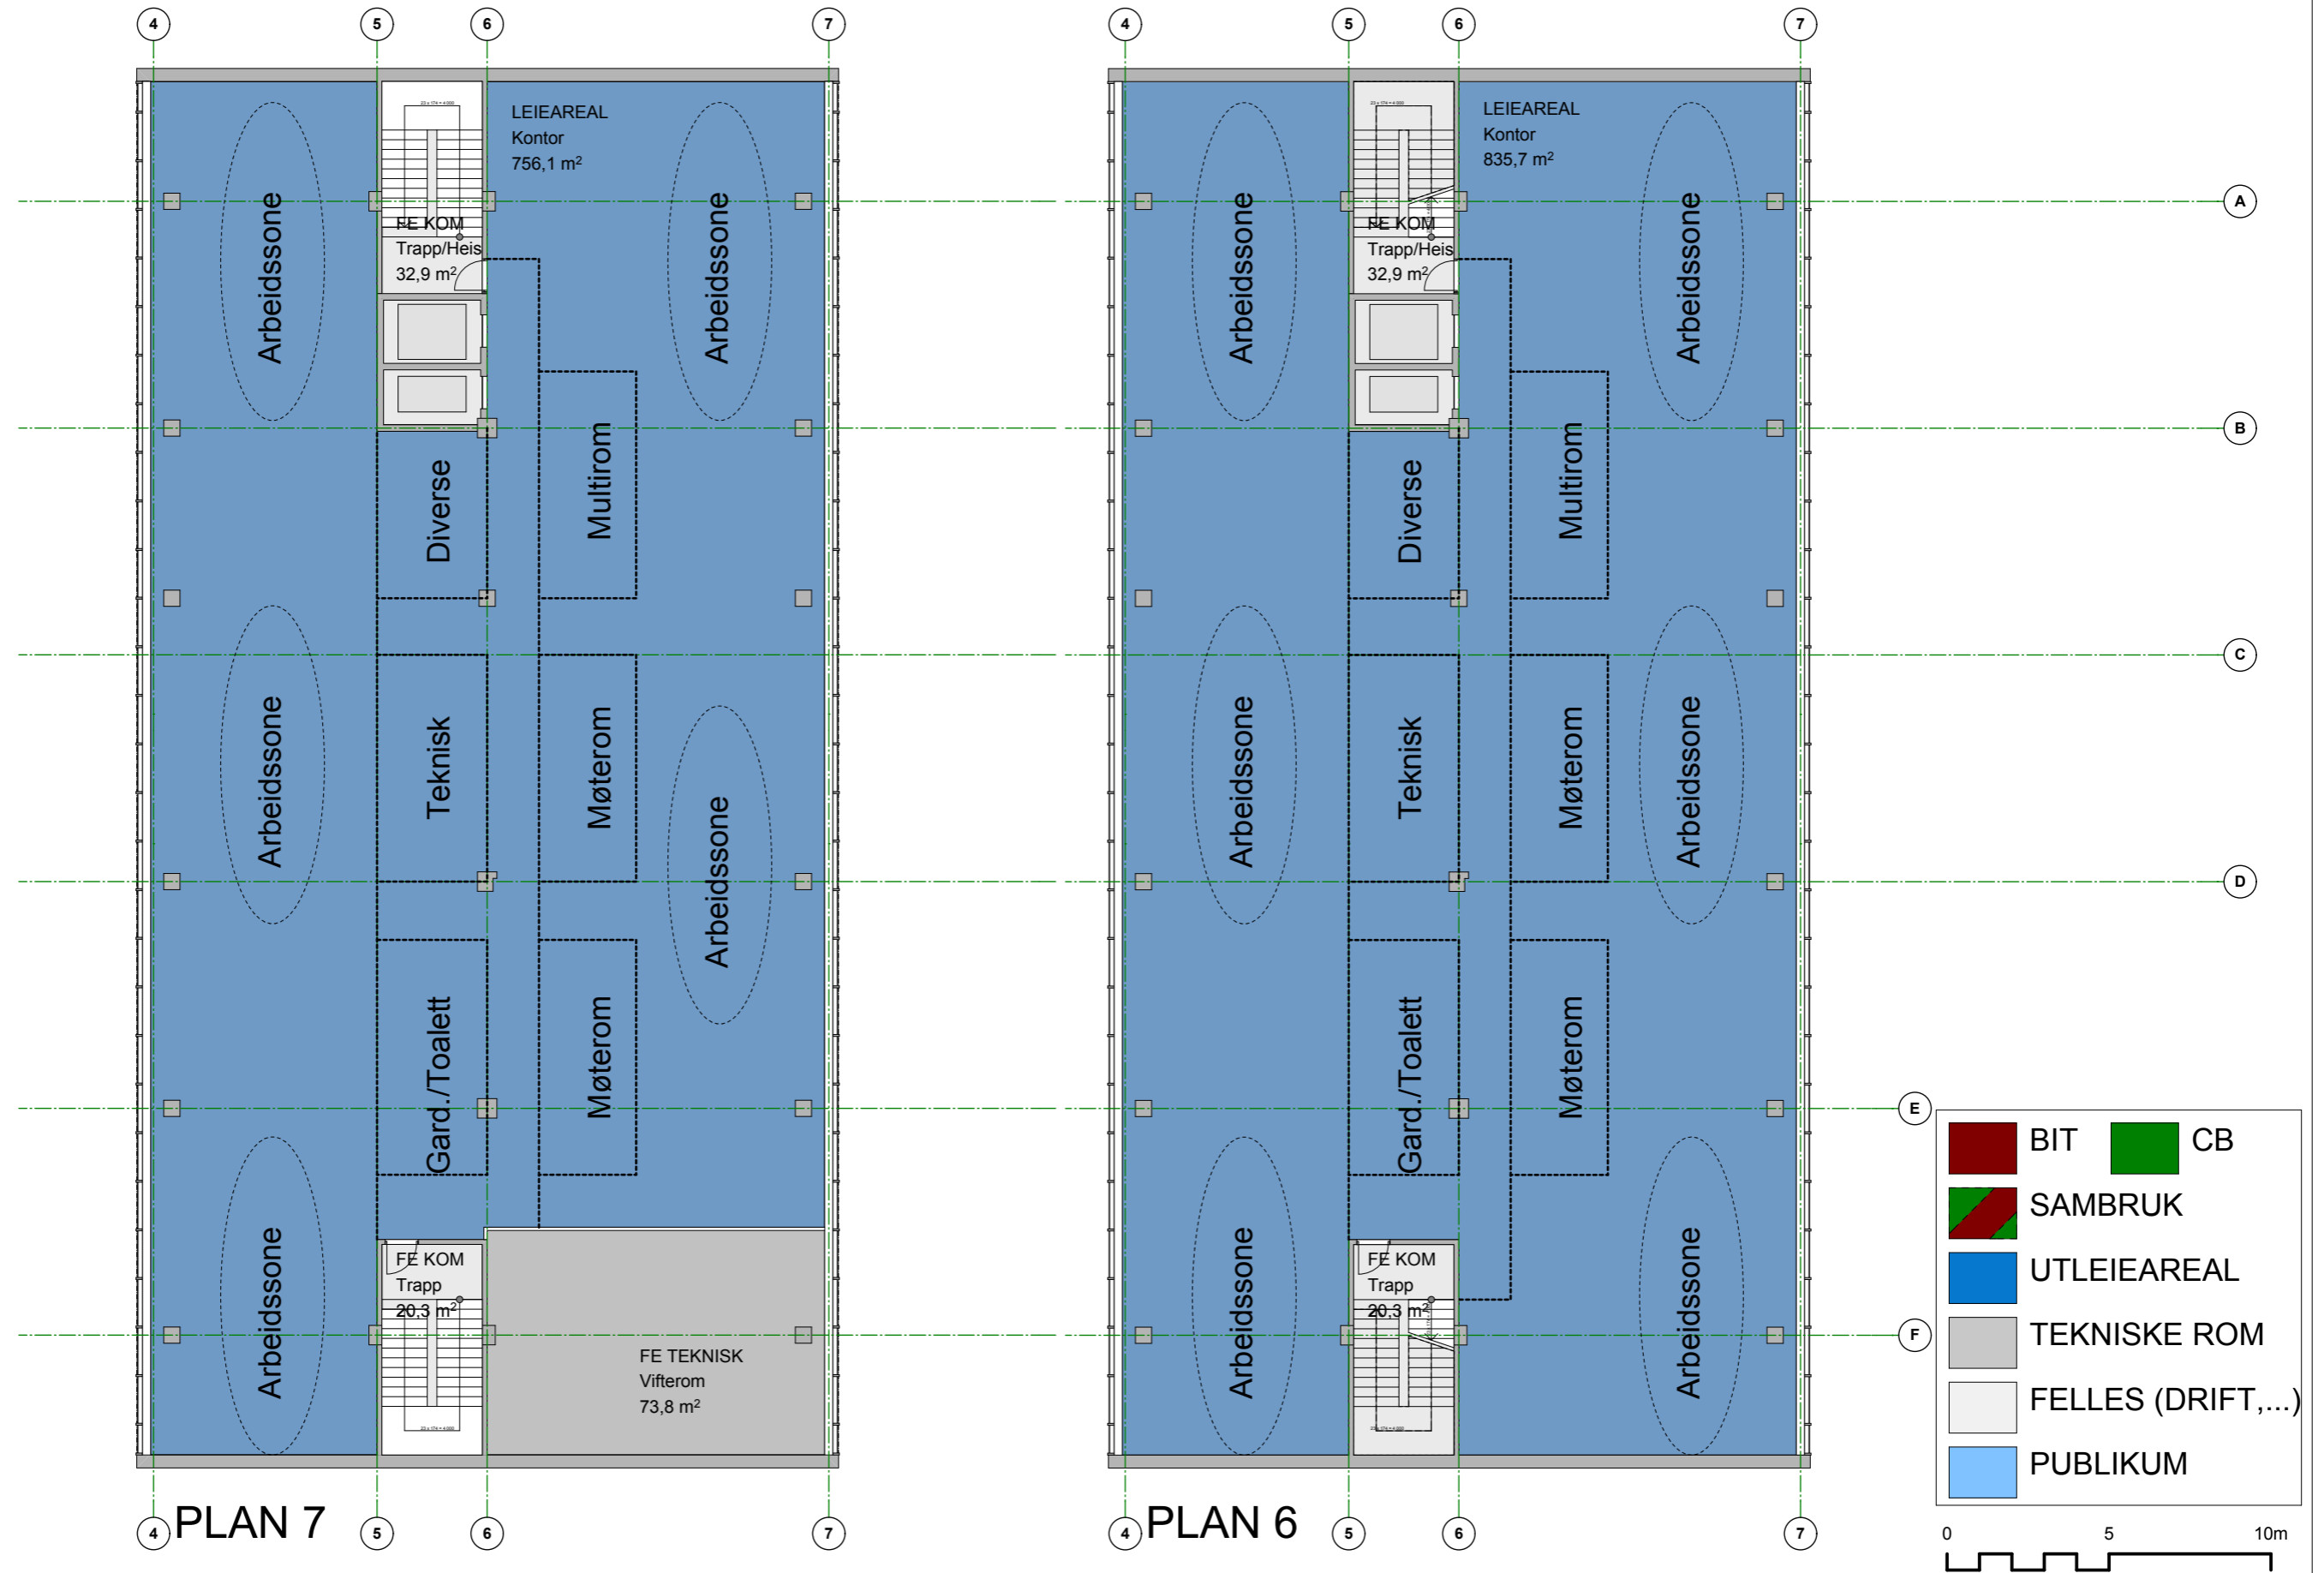 4
5
6
7
LEIEAREAL
Kontor
756,1 m²
FE KOM
Trapp/Heis
32,9 m²
Arbeidssone
Arbeidssone
Diverse
Multirom
Arbeidssone
Teknisk
Møterom
Arbeidssone
Gard./Toalett
Møterom
Arbeidssone
FE KOM
Trapp
20,3 m²
FE TEKNISK
Vifterom
73,8 m²
4
PLAN 7
5
6
7
4
5
6
7
LEIEAREAL
Kontor
835,7 m²
FE KOM
Trapp/Heis
32,9 m²
Arbeidssone
Arbeidssone
Diverse
Multirom
Arbeidssone
Teknisk
Møterom
Arbeidssone
Gard./Toalett
Møterom
Arbeidssone
Arbeidssone
FE KOM
Trapp
20,3 m²
4
PLAN 6
5
6
7
A
B
C
D
E
F
BIT
CB
SAMBRUK
UTLEIEAREAL
TEKNISKE ROM
FELLES (DRIFT,...)
PUBLIKUM
0 5 10m